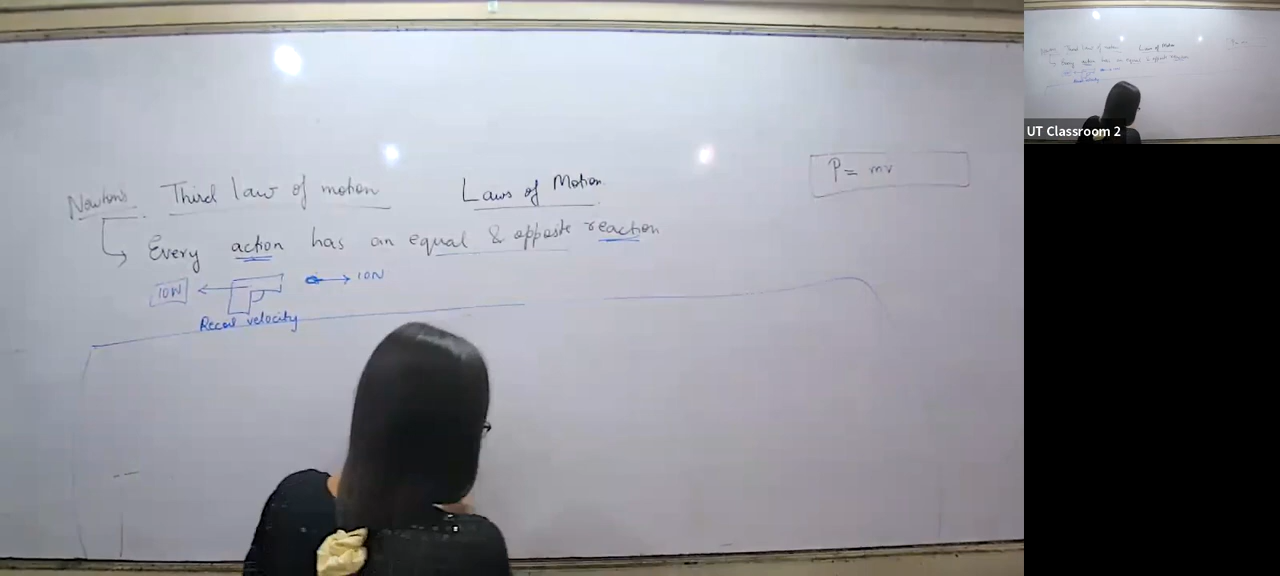 Newtons Third law of motion Laws of Motion
P = mv
Every action has an equal & opposite reaction
10N 10N
Recoil velocity
UT Classroom 2